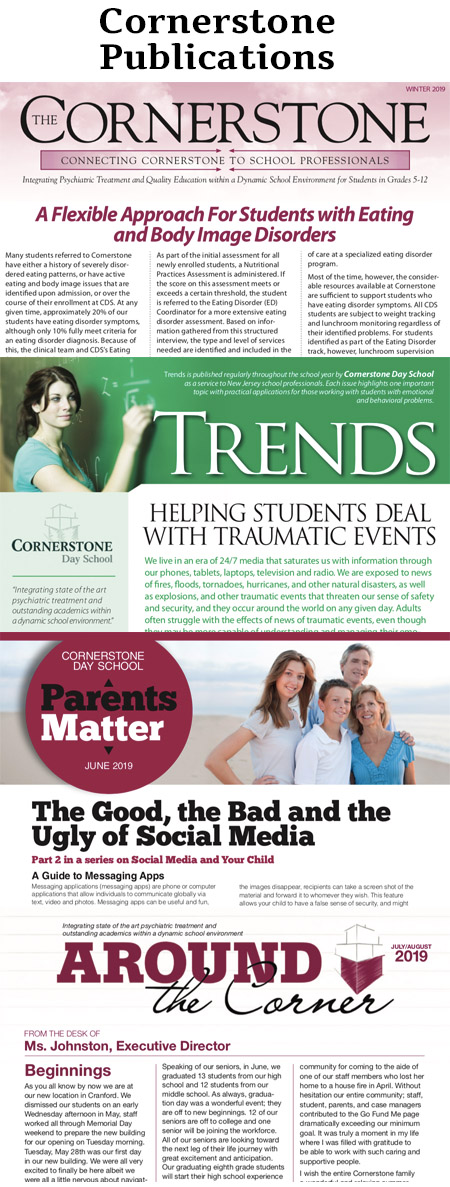 Cornerstone
Publications
WINTER 2019
THE CORNERSTONE
CONNECTING CORNERSTONE TO SCHOOL PROFESSIONALS
Integrating Psychiatric Treatment and Quality Education within a Dynamic School Environment for Students in Grades 5-12
A Flexible Approach For Students with Eating
and Body Image Disorders
Many students referred to Cornerstone
have either a history of severely disor-
dered eating patterns, or have active
eating and body image issues that are
identified upon admission, or over the
course of their enrollment at CDS. At any
given time, approximately 20% of our
students have eating disorder symptoms,
although only 10% fully meet criteria for
an eating disorder diagnosis. Because of
this, the clinical team and CDS's Eating
As part of the initial assessment for all
newly enrolled students, a Nutritional
Practices Assessment is administered. If
the score on this assessment meets or
exceeds a certain threshold, the student
is referred to the Eating Disorder (ED)
Coordinator for a more extensive eating
disorder assessment. Based on infor-
mation gathered from this structured
interview, the type and level of services
needed are identified and included in the
of care at a specialized eating disorder
program.
Most of the time, however, the consider-
able resources available at Cornerstone
are sufficient to support students who
have eating disorder symptoms. All CDS
students are subject to weight tracking
and lunchroom monitoring regardless of
their identified problems. For students
identified as part of the Eating Disorder
track, however, lunchroom supervision
Trends is published regularly throughout the school year by Cornerstone Day School
as a service to New Jersey school professionals. Each issue highlights one important
topic with practical applications for those working with students with emotional
and behavioral problems.
TRENDS
CORNERSTONE
Day School
"Integrating state of the art
psychiatric treatment and
outstanding academics within
a dynamic school environment."
HELPING STUDENTS DEAL
WITH TRAUMATIC EVENTS
We live in an era of 24/7 media that saturates us with information through
our phones, tablets, laptops, television and radio. We are exposed to news
of fires, floods, tornadoes, hurricanes, and other natural disasters, as well
as explosions, and other traumatic events that threaten our sense of safety
and security, and they occur around the world on any given day. Adults
often struggle with the effects of news of traumatic events, even though
they may be more capable of understanding and managing their emo-
CORNERSTONE
DAY SCHOOL
Parents
Matter
JUNE 2019
The Good, the Bad and the
Ugly of Social Media
Part 2 in a series on Social Media and Your Child
A Guide to Messaging Apps
Messaging applications (messaging apps) are phone or computer
applications that allow individuals to communicate globally via
text, video and photos. Messaging apps can be useful and fun,
the images disappear, recipients can take a screen shot of the
material and forward it to whomever they wish. This feature
allows your child to have a false sense of security, and might
Integrating state of the art psychiatric treatment and
outstanding academics within a dynamic school environment
AROUND
the Corner
JULY/AUGUST
2019
FROM THE DESK OF
Ms. Johnston, Executive Director
Beginnings
As you all know by now we are at
our new location in Cranford. We
dismissed our students on an early
Wednesday afternoon in May, staff
worked all through Memorial Day
weekend to prepare the new building
for our opening on Tuesday morning.
Tuesday, May 28th was our first day
in our new building. We were all very
excited to finally be here albeit we
were all a little nervous about navigat-
Speaking of our seniors, in June, we
graduated 13 students from our high
school and 12 students from our
middle school. As always, gradua-
tion day was a wonderful event; they
are off to new beginnings. 12 of our
seniors are off to college and one
senior will be joining the workforce.
All of our seniors are looking toward
the next leg of their life journey with
great excitement and anticipation.
Our graduating eighth grade students
will start their high school experience
community for coming to the aide of
one of our staff members who lost her
home to a house fire in April. Without
hesitation our entire community; staff,
student, parents, and case managers
contributed to the Go Fund Me page
dramatically exceeding our minimum
goal. It was truly a moment in my life
where I was filled with gratitude to
be able to work with such caring and
supportive people.
I wish the entire Cornerstone family
a wonderful and relaxing summer